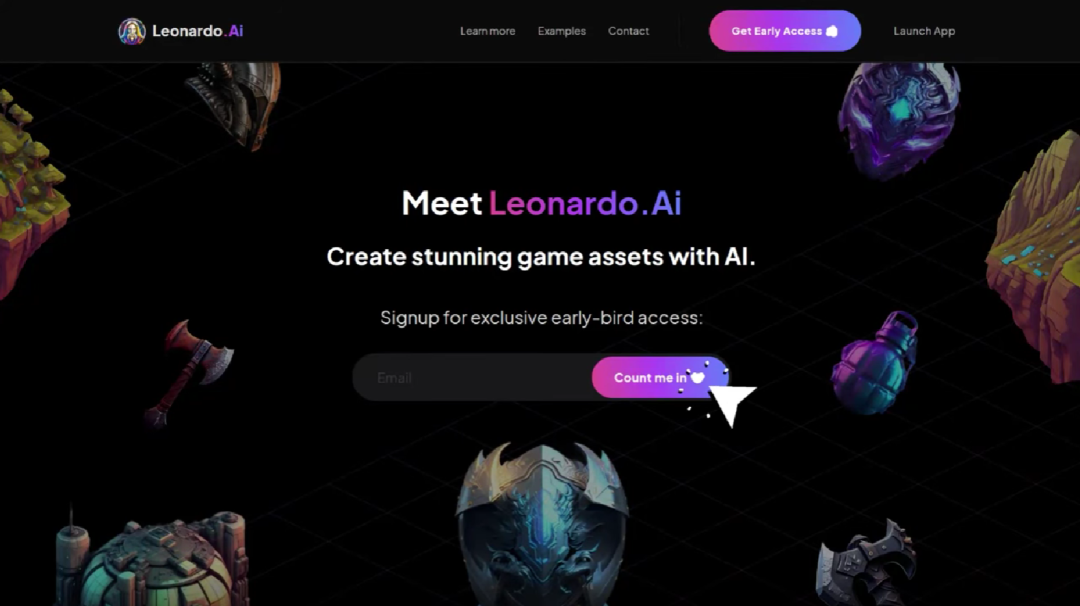 Leonardo.Ai
Learn more
Examples
Contact
Get Early Access
Launch App
Meet Leonardo.Ai
Create stunning game assets with AI.
Signup for exclusive early-bird access:
Email
Count me in